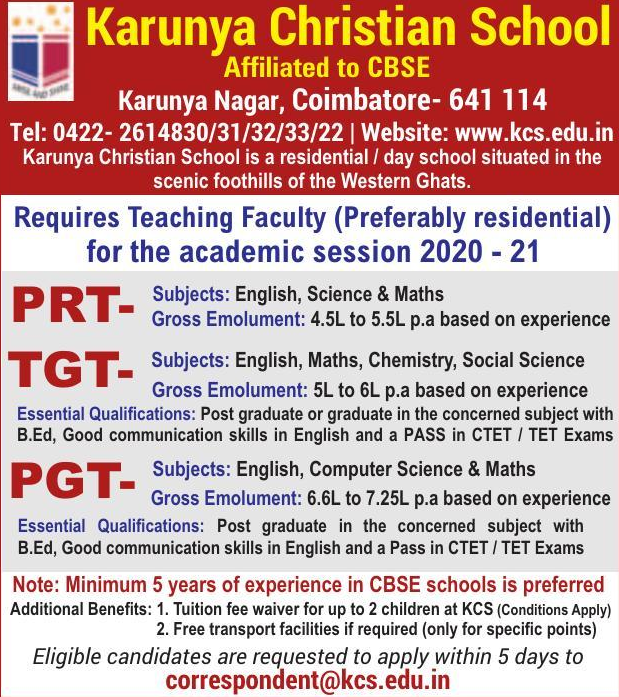 Karunya Christian School
Affiliated to CBSE
Karunya Nagar, Coimbatore- 641 114
Tel: 0422- 2614830/31/32/33/22 | Website: www.kcs.edu.in
Karunya Christian School is a residential / day school situated in the
scenic foothills of the Western Ghats.
Requires Teaching Faculty (Preferably residential)
for the academic session 2020 - 21
PRT- Subjects: English, Science & Maths
Gross Emolument: 4.5L to 5.5L p.a based on experience
TGT- Subjects: English, Maths, Chemistry, Social Science
Gross Emolument: 5L to 6L p.a based on experience
Essential Qualifications: Post graduate or graduate in the concerned subject with
B.Ed, Good communication skills in English and a PASS in CTET / TET Exams
PGT- Subjects: English, Computer Science & Maths
Gross Emolument: 6.6L to 7.25L p.a based on experience
Essential Qualifications: Post graduate in the concerned subject with
B.Ed, Good communication skills in English and a Pass in CTET / TET Exams
Note: Minimum 5 years of experience in CBSE schools is preferred
Additional Benefits: 1. Tuition fee waiver for up to 2 children at KCS (Conditions Apply)
2. Free transport facilities if required (only for specific points)
Eligible candidates are requested to apply within 5 days to
correspondent@kcs.edu.in